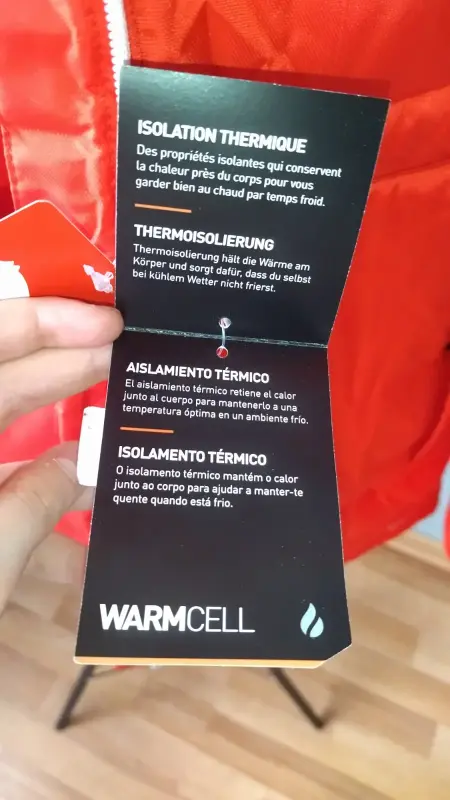 ISOLATION THERMIQUE
Des propriétés isolantes qui conservent
la chaleur près du corps pour vous
garder bien au chaud par temps froid.
THERMOISOLIERUNG
Thermoisolierung hält die Wärme am
Körper und sorgt dafür, dass du selbst
bei kühlem Wetter nicht frierst.
AISLAMIENTO TÉRMICO
El aislamiento térmico retiene el calor
junto al cuerpo para mantenerlo a una
temperatura óptima en un ambiente frío.
ISOLAMENTO TÉRMICO
O isolamento térmico mantém o calor
junto ao corpo para ajudar a manter-te
quente quando está frio.
WARMCELL